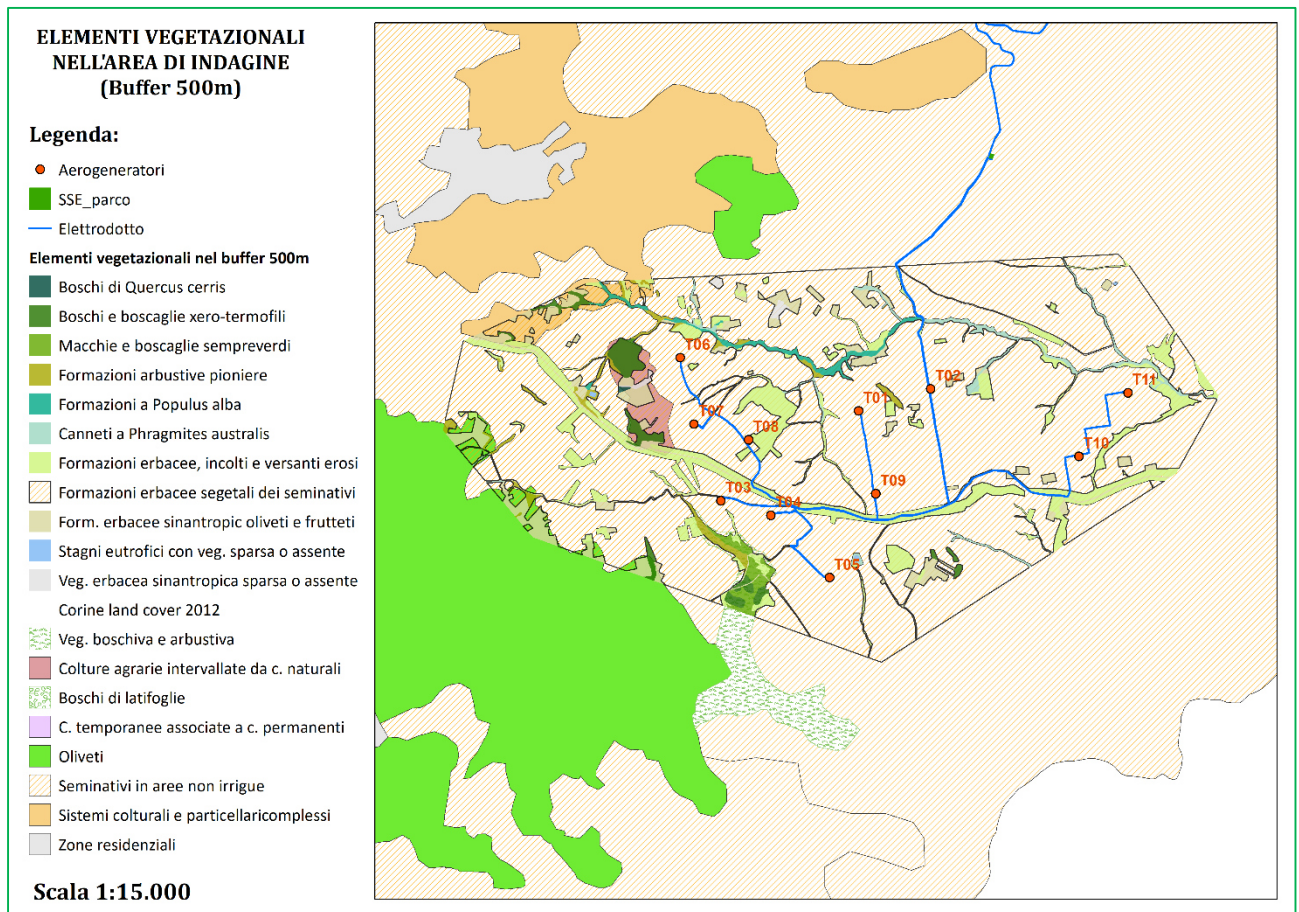 ELEMENTI VEGETAZIONALI
NELL'AREA DI INDAGINE
(Buffer 500m)
Legenda:
Aerogeneratori
SSE_parco
Elettrodotto
Elementi vegetazionali nel buffer 500m
Boschi di Quercus cerris
Boschi e boscaglie xero-termofili
Macchie e boscaglie sempreverdi
Formazioni arbustive pioniere
Formazioni a Populus alba
Canneti a Phragmites australis
Formazioni erbacee, incolti e versanti erosi
Formazioni erbacee segetali dei seminativi
Form. erbacee sinantropic oliveti e frutteti
Stagni eutrofici con veg. sparsa o assente
Veg. erbacea sinantropica sparsa o assente
Corine land cover 2012
Veg. boschiva e arbustiva
Colture agrarie intervallate da c. naturali
Boschi di latifoglie
C. temporanee associate a c. permanenti
Oliveti
Seminativi in aree non irrigue
Sistemi colturali e particellaricomplessi
Zone residenziali
Scala 1:15.000
T06
T02
T11
T07
T01
T08
T10
T03
T09
T04
T05